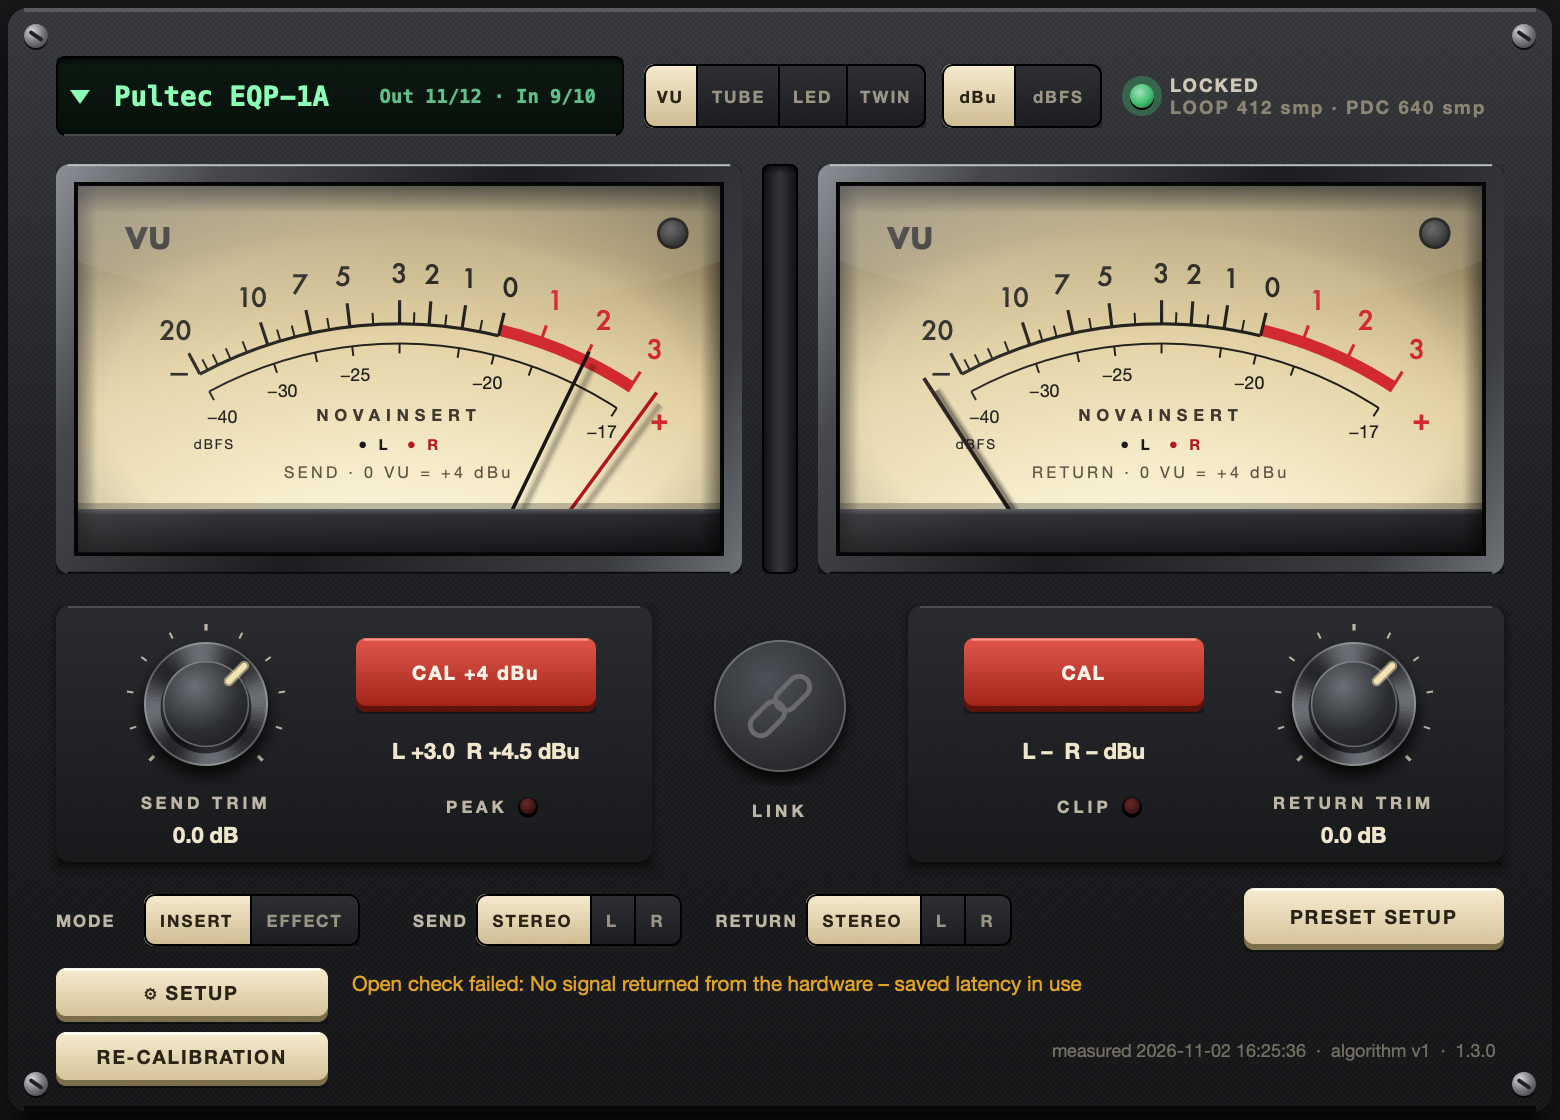 Pultec EQP-1A Out 11/12 · In 9/10
VU TUBE LED TWIN
dBu dBFS
LOCKED
LOOP 412 smp · PDC 640 smp
VU
20 10 7 5 3 2 1 0 1 2 3
– +
-40 -30 -25 -20 -17
dBFS
NOVAINSERT
• L • R
SEND · 0 VU = +4 dBu
VU
20 10 7 5 3 2 1 0 1 2 3
– +
-40 -30 -25 -20 -17
dBFS
NOVAINSERT
• L • R
RETURN · 0 VU = +4 dBu
SEND TRIM
0.0 dB
CAL +4 dBu
L +3.0 R +4.5 dBu
PEAK
LINK
CAL
L – R – dBu
CLIP
RETURN TRIM
0.0 dB
MODE INSERT EFFECT SEND STEREO L R RETURN STEREO L R PRESET SETUP
⚙ SETUP
Open check failed: No signal returned from the hardware – saved latency in use
RE-CALIBRATION
measured 2026-11-02 16:25:36 · algorithm v1 · 1.3.0